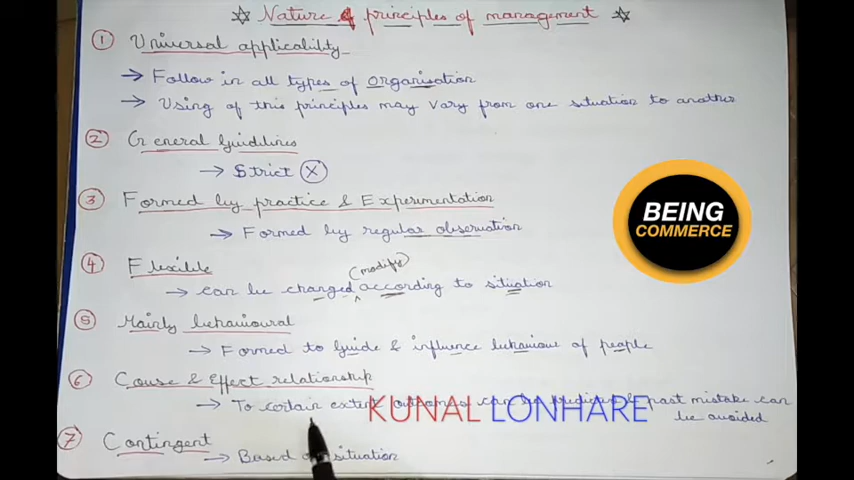 Nature of principles of management
1 Universal applicability
→ Follow in all types of organisation
→ Using of this principles may vary from one situation to another
2 General Guidelines
→ Strict X
3 Formed by practice & Experimentation
→ Formed by regular observation
4 Flexible
(modify)
→ Can be changed ^ according to situation
5 Mainly behavioural
→ Formed to Guide & influence behaviour of people
6 Cause & Effect relationship
→ To certain extent outcomes can be past mistake can
be avoided
7 Contingent
→ Based situation
BEING
COMMERCE
KUNAL LONHARE